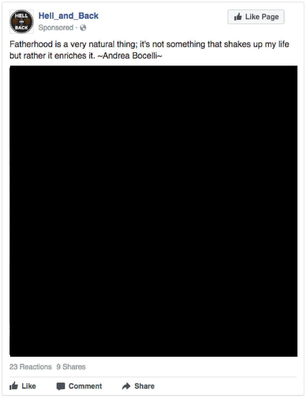 HELL
BACK
Hell_and_Back
Sponsored ·
Like Page
Fatherhood is a very natural thing; it's not something that shakes up my life
but rather it enriches it. ~Andrea Bocelli~
23 Reactions 9 Shares
Like Comment Share